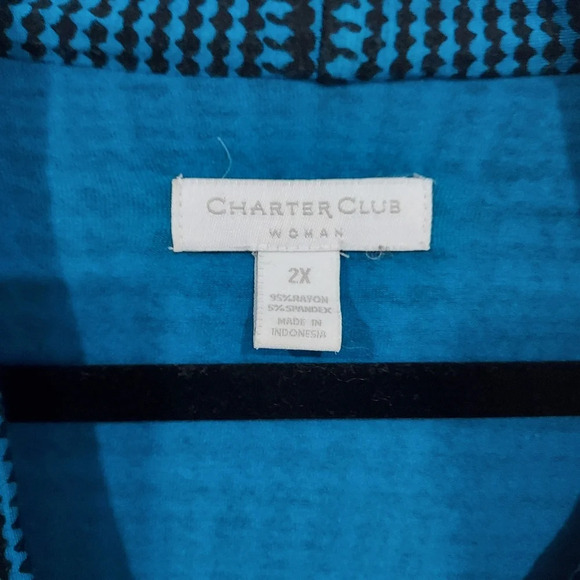 CHARTER CLUB
WOMAN
2X
95% RAYON
5% SPANDEX
MADE IN
INDONESIA